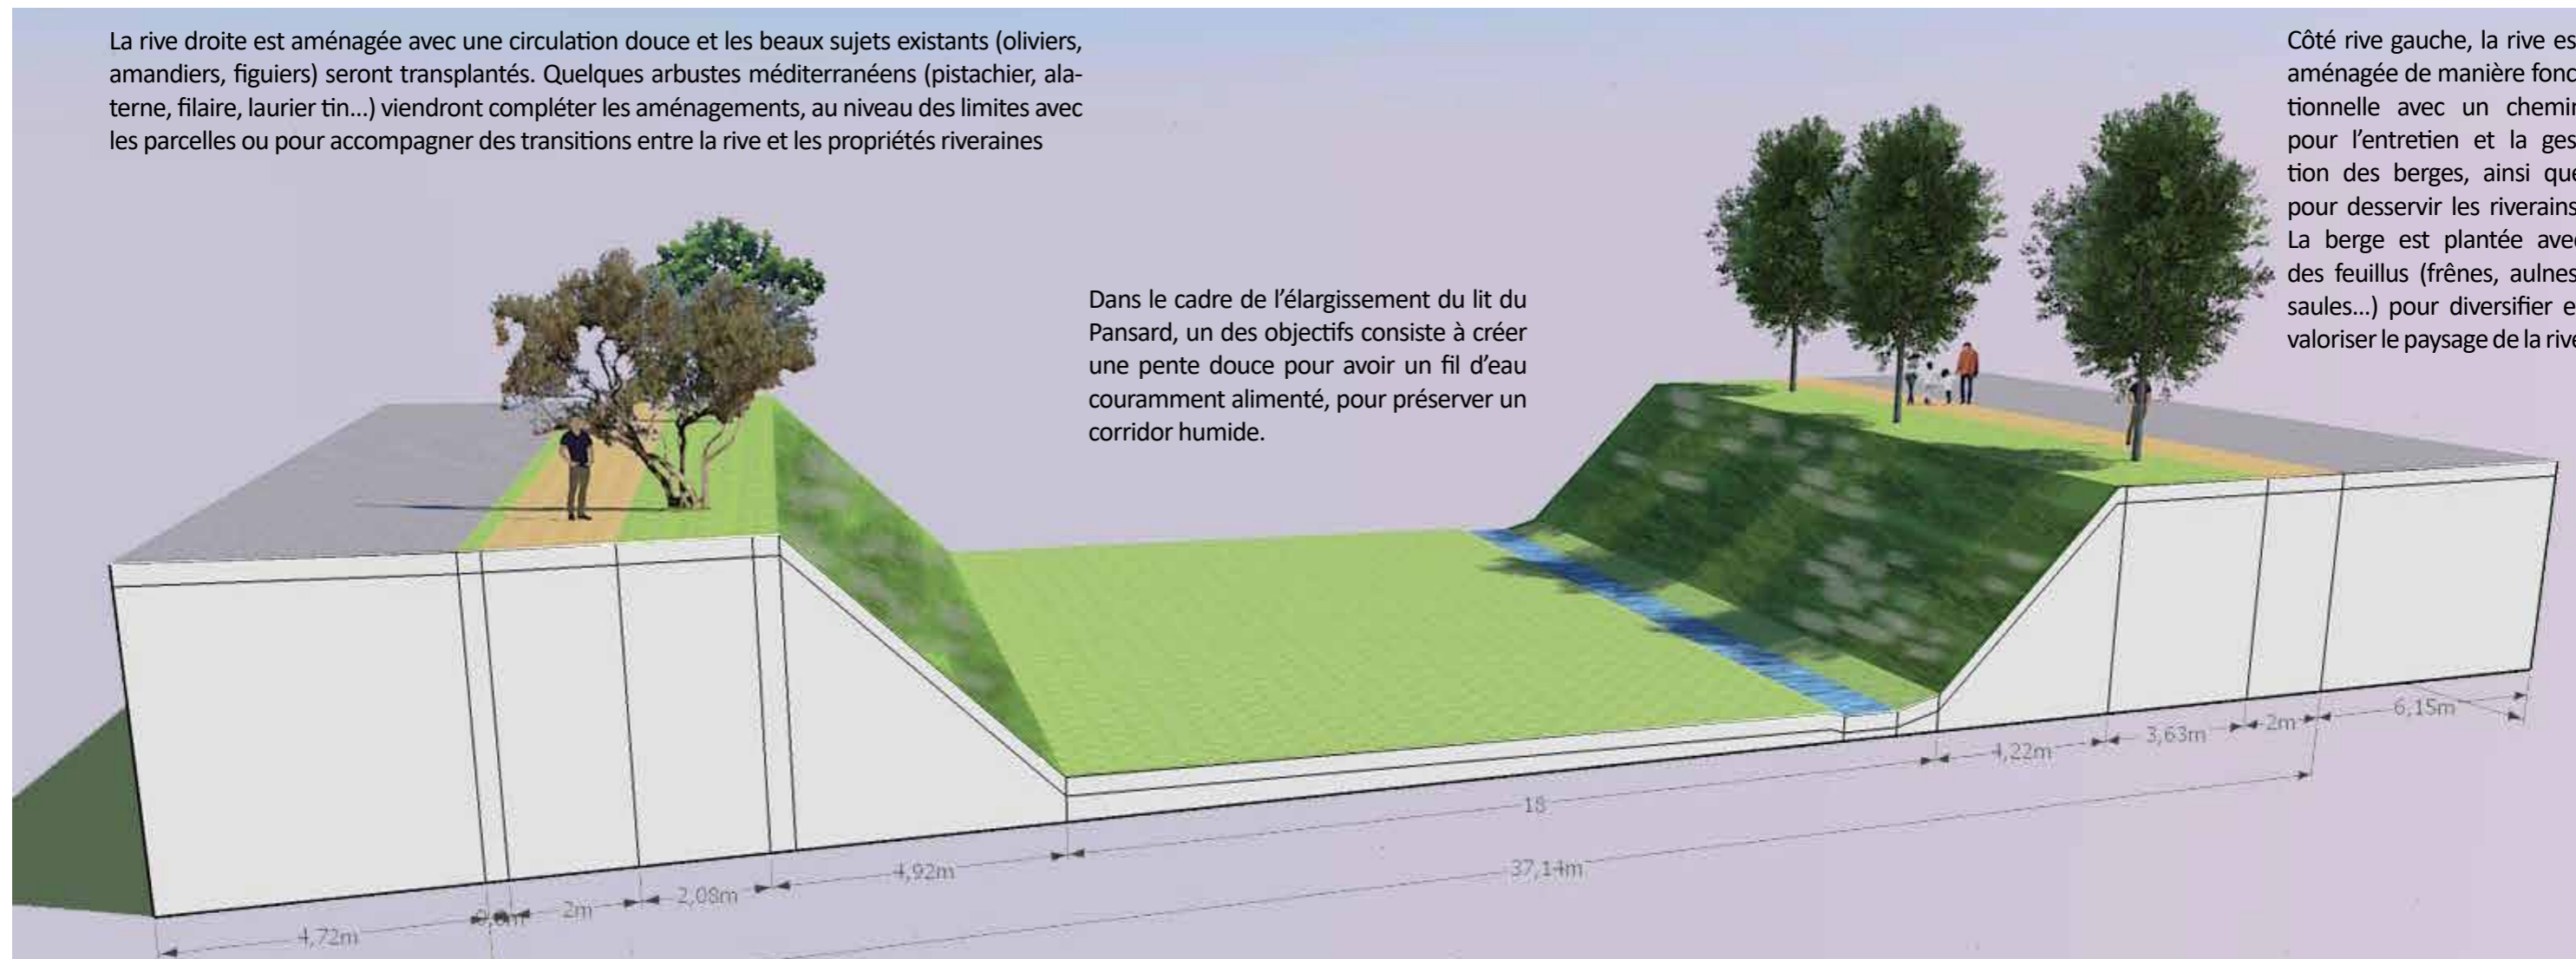 La rive droite est aménagée avec une circulation douce et les beaux sujets existants (oliviers,
amandiers, figuiers) seront transplantés. Quelques arbustes méditerranéens (pistachier, ala-
terne, filaire, laurier tin...) viendront compléter les aménagements, au niveau des limites avec
les parcelles ou pour accompagner des transitions entre la rive et les propriétés riveraines
Dans le cadre de l'élargissement du lit du
Pansard, un des objectifs consiste à créer
une pente douce pour avoir un fil d'eau
couramment alimenté, pour préserver un
corridor humide.
Côté rive gauche, la rive es
aménagée de manière fonc
tionnelle avec un chemin
pour l'entretien et la ges
tion des berges, ainsi que
pour desservir les riverains
La berge est plantée avec
des feuillus (frênes, aulnes
saules...) pour diversifier e
valoriser le paysage de la rive
4,72m
2m
2,08m
4,92m
18
4,22m
3,63m
2m
6,15m
37,14m